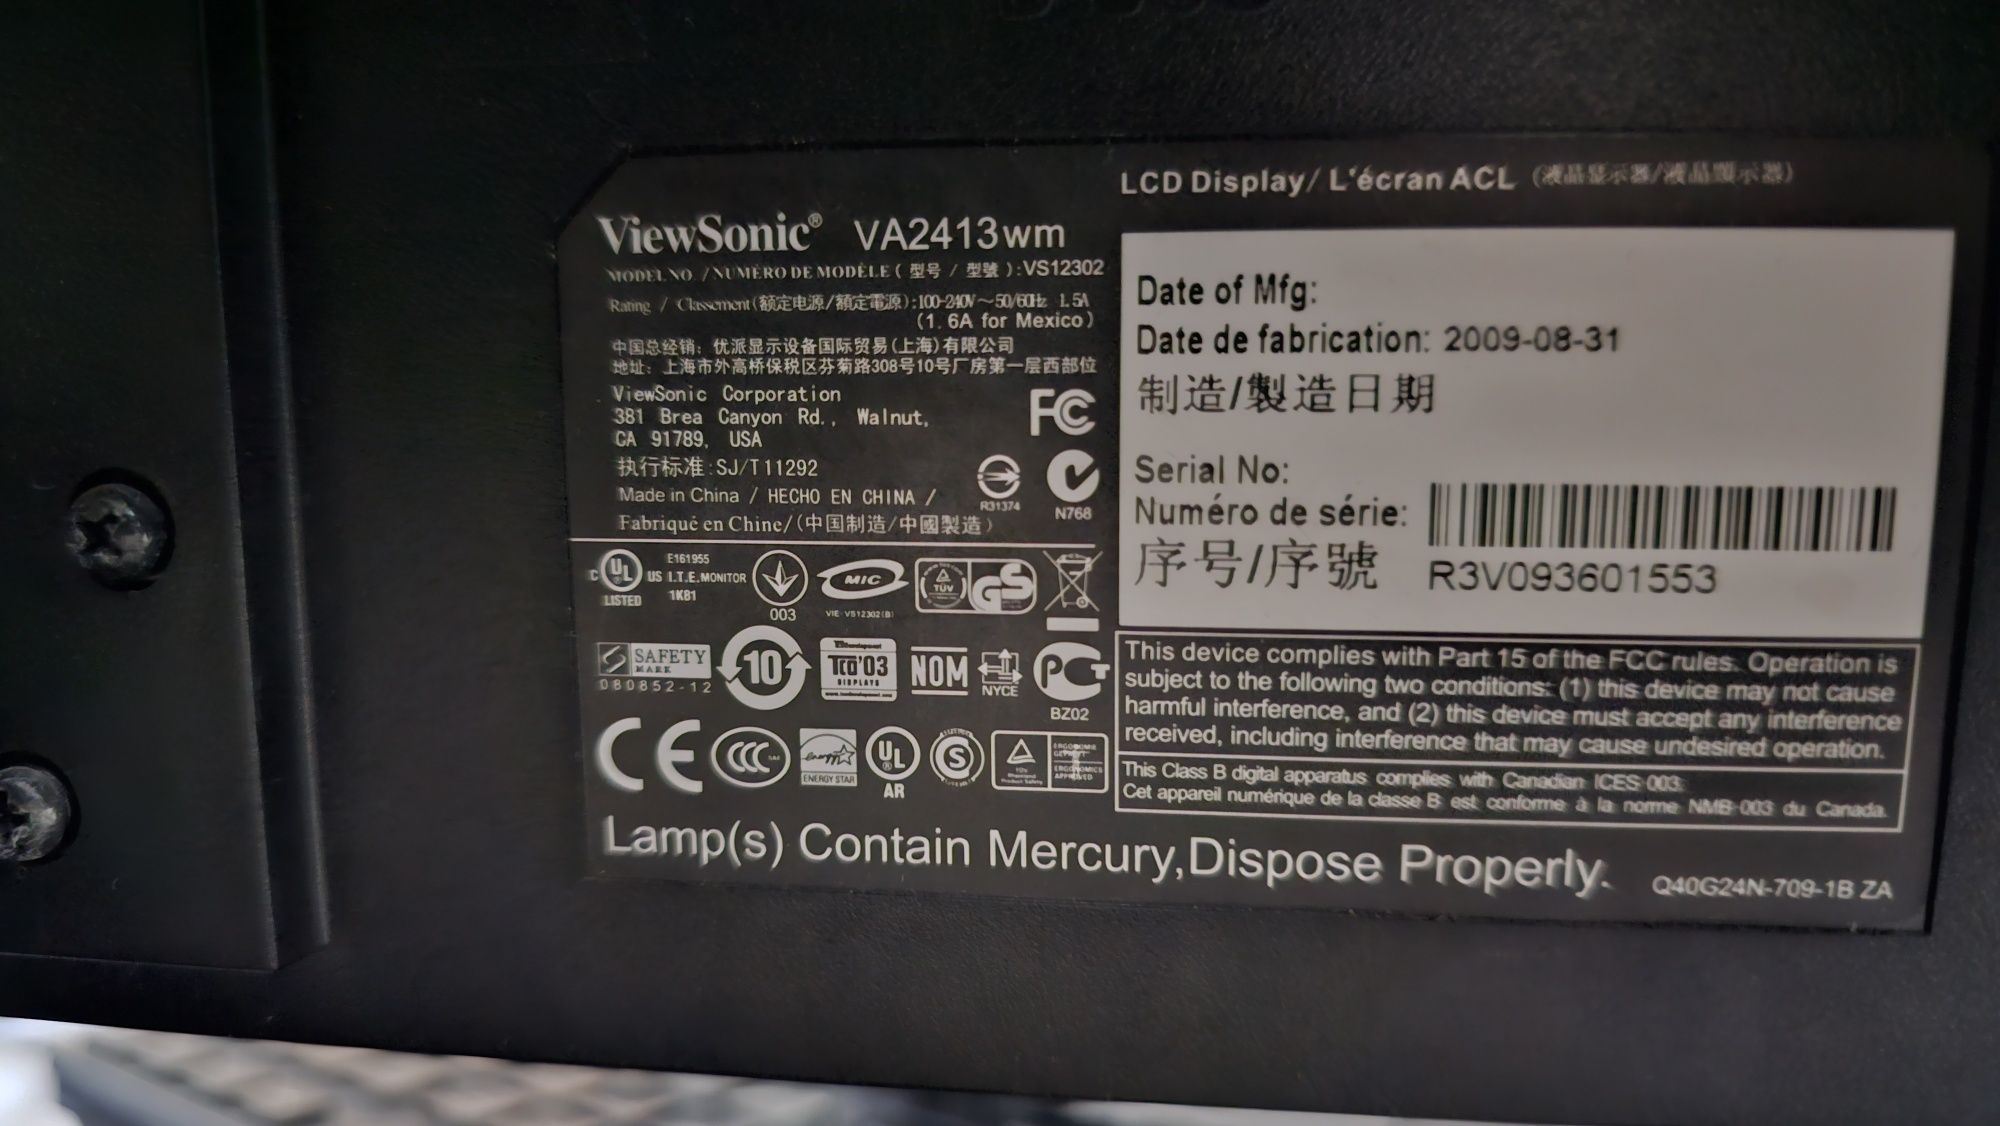 ViewSonic® VA2413wm
MODEL NO. / NUMÉRO DE MODÈLE ( 型号 / 型號 ) : VS12302
Rating / Classement (额定电源/額定電源) : 100-240V ~ 50/60Hz 1.5A
(1.6A for Mexico)
中国总经销: 优派显示设备国际贸易(上海)有限公司
地址: 上海市外高桥保税区芬菊路308号10号厂房第一层西部位
ViewSonic Corporation
381 Brea Canyon Rd., Walnut,
CA 91789, USA
执行标准:SJ/T11292
Made in China / HECHO EN CHINA /
Fabriqué en Chine/(中国制造/中國製造)
FC
R31374
N768
C UL US
LISTED
E161955
I.T.E.MONITOR
1K81
003
MIC
VIE-VS12302(B)
TÜV
GS
S SAFETY
MARK
080852-12
10
TCO'03
DISPLAYS
NOM
NYCE
PCT
BZ02
CE
CCC
energy
ENERGY STAR
UL
AR
S
ERGONOMIE
GEPRÜFT
ERGONOMICS
APPROVED
Lamp(s) Contain Mercury,Dispose Properly.
LCD Display/ L'écran ACL (液晶显示器/液晶顯示器)
Date of Mfg:
Date de fabrication: 2009-08-31
制造/製造日期
Serial No:
Numéro de série:
序号/序號 R3V093601553
This device complies with Part 15 of the FCC rules. Operation is
subject to the following two conditions: (1) this device may not cause
harmful interference, and (2) this device must accept any interference
received, including interference that may cause undesired operation.
This Class B digital apparatus complies with Canadian ICES-003.
Cet appareil numérique de la classe B est conforme à la norme NMB-003 du Canada.
Q40G24N-709-1B ZA